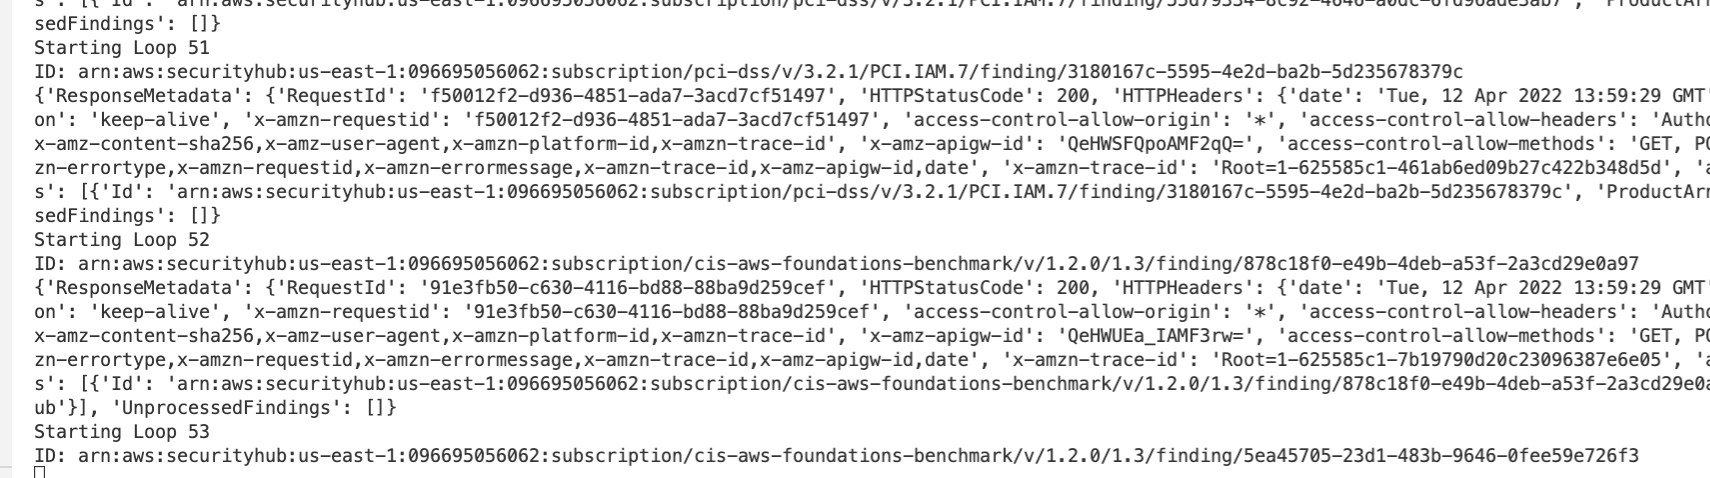 s': [{'Id': 'arn:aws:securityhub:us-east-1:096695056062:subscription/pci-dss/v/3.2.1/PCI.IAM.7/finding/55d79334-8c92-4646-a0dc-6fd96ade3ab7', 'ProductArn
sedFindings': []}
Starting Loop 51
ID: arn:aws:securityhub:us-east-1:096695056062:subscription/pci-dss/v/3.2.1/PCI.IAM.7/finding/3180167c-5595-4e2d-ba2b-5d235678379c
{'ResponseMetadata': {'RequestId': 'f50012f2-d936-4851-ada7-3acd7cf51497', 'HTTPStatusCode': 200, 'HTTPHeaders': {'date': 'Tue, 12 Apr 2022 13:59:29 GMT'
on': 'keep-alive', 'x-amzn-requestid': 'f50012f2-d936-4851-ada7-3acd7cf51497', 'access-control-allow-origin': '*', 'access-control-allow-headers': 'Autho
x-amz-content-sha256,x-amz-user-agent,x-amzn-platform-id,x-amzn-trace-id', 'x-amz-apigw-id': 'QeHWSFQpoAMF2qQ=', 'access-control-allow-methods': 'GET, PO
zn-errortype,x-amzn-requestid,x-amzn-errormessage,x-amzn-trace-id,x-amz-apigw-id,date', 'x-amzn-trace-id': 'Root=1-625585c1-461ab6ed09b27c422b348d5d', 'a
s': [{'Id': 'arn:aws:securityhub:us-east-1:096695056062:subscription/pci-dss/v/3.2.1/PCI.IAM.7/finding/3180167c-5595-4e2d-ba2b-5d235678379c', 'ProductArn
sedFindings': []}
Starting Loop 52
ID: arn:aws:securityhub:us-east-1:096695056062:subscription/cis-aws-foundations-benchmark/v/1.2.0/1.3/finding/878c18f0-e49b-4deb-a53f-2a3cd29e0a97
{'ResponseMetadata': {'RequestId': '91e3fb50-c630-4116-bd88-88ba9d259cef', 'HTTPStatusCode': 200, 'HTTPHeaders': {'date': 'Tue, 12 Apr 2022 13:59:29 GMT'
on': 'keep-alive', 'x-amzn-requestid': '91e3fb50-c630-4116-bd88-88ba9d259cef', 'access-control-allow-origin': '*', 'access-control-allow-headers': 'Autho
x-amz-content-sha256,x-amz-user-agent,x-amzn-platform-id,x-amzn-trace-id', 'x-amz-apigw-id': 'QeHWUEa_IAMF3rw=', 'access-control-allow-methods': 'GET, PO
zn-errortype,x-amzn-requestid,x-amzn-errormessage,x-amzn-trace-id,x-amz-apigw-id,date', 'x-amzn-trace-id': 'Root=1-625585c1-7b19790d20c23096387e6e05', 'a
s': [{'Id': 'arn:aws:securityhub:us-east-1:096695056062:subscription/cis-aws-foundations-benchmark/v/1.2.0/1.3/finding/878c18f0-e49b-4deb-a53f-2a3cd29e0a
ub'}], 'UnprocessedFindings': []}
Starting Loop 53
ID: arn:aws:securityhub:us-east-1:096695056062:subscription/cis-aws-foundations-benchmark/v/1.2.0/1.3/finding/5ea45705-23d1-483b-9646-0fee59e726f3